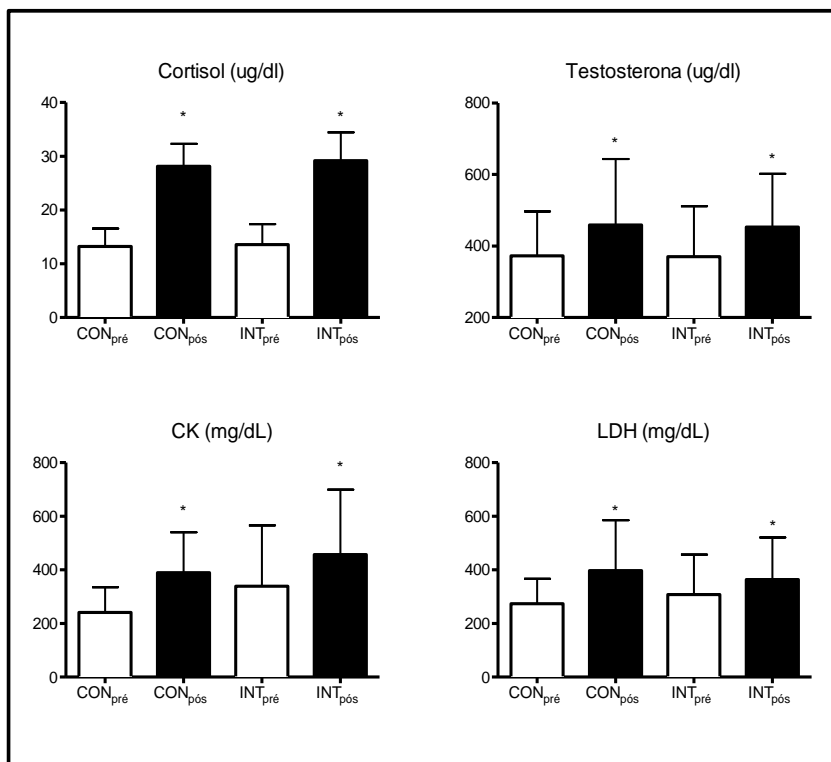 Cortisol (ug/dl)
40
30
20
10
0
*
*
CONpré
CONpós
INTpré
INTpós
Testosterona (ug/dl)
800
600
400
200
*
*
CONpré
CONpós
INTpré
INTpós
CK (mg/dL)
800
600
400
200
0
*
*
CONpré
CONpós
INTpré
INTpós
LDH (mg/dL)
800
600
400
200
0
*
*
CONpré
CONpós
INTpré
INTpós